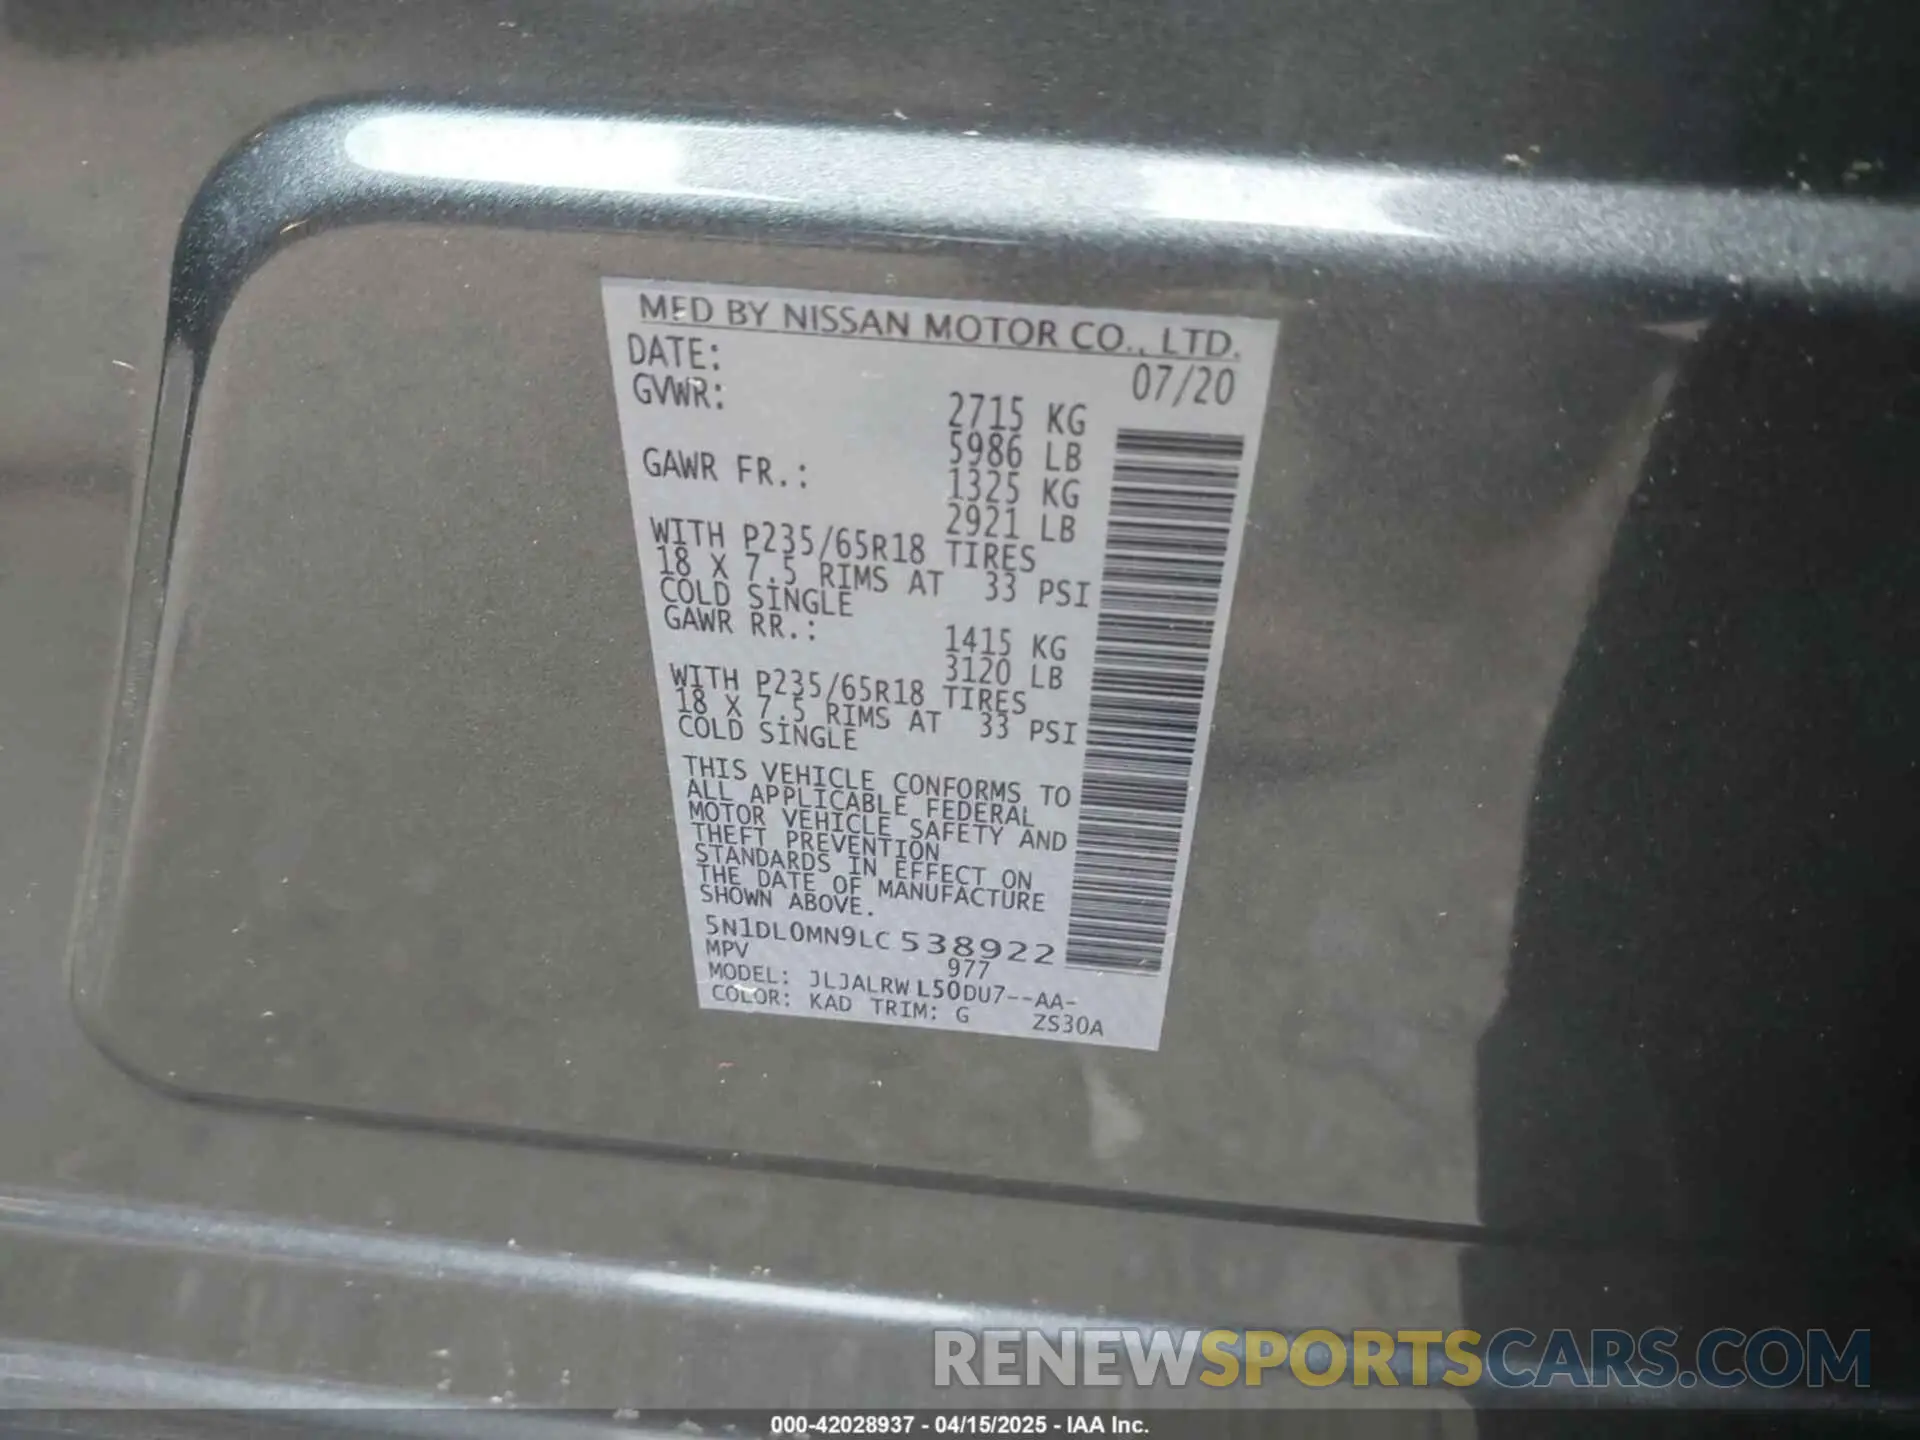 MFD BY NISSAN MOTOR CO., LTD.
DATE: 07/20
GVWR: 2715 KG
5986 LB
GAWR FR.: 1325 KG
2921 LB
WITH P235/65R18 TIRES
18 X 7.5 RIMS AT 33 PSI
COLD SINGLE
GAWR RR.: 1415 KG
3120 LB
WITH P235/65R18 TIRES
18 X 7.5 RIMS AT 33 PSI
COLD SINGLE
THIS VEHICLE CONFORMS TO
ALL APPLICABLE FEDERAL
MOTOR VEHICLE SAFETY AND
THEFT PREVENTION
STANDARDS IN EFFECT ON
THE DATE OF MANUFACTURE
SHOWN ABOVE.
5N1DL0MN9LC 538922
MPV 977
MODEL: JLJALRW L50DU7--AA-
COLOR: KAD TRIM: G ZS30A
RENEWSPORTSCARS.COM
000-42028937 - 04/15/2025 - IAA Inc.